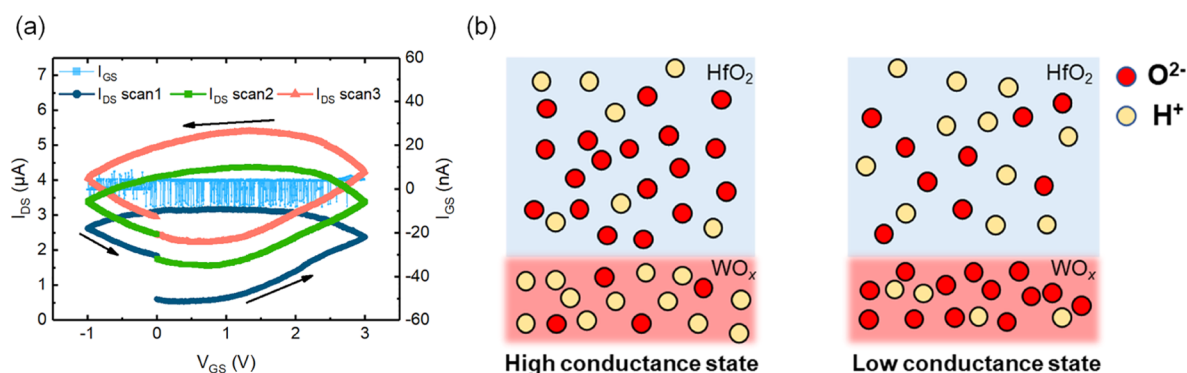 (a)
I_GS
I_DS scan1 I_DS scan2 I_DS scan3
I_DS (μA)
7
6
5
4
3
2
1
0
-1 0 1 2 3
V_GS (V)
60
40
20
0
-20
-40
-60
I_GS (nA)
(b)
HfO₂
WOₓ
High conductance state
HfO₂
WOₓ
Low conductance state
O²⁻
H⁺